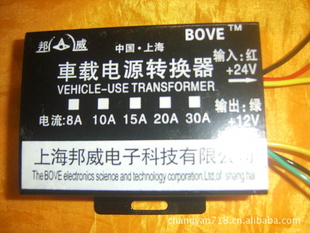 邦 威
BOVE™
中国·上海
車载电源转换器
VEHICLE-USE TRANSFORMER
输入:红
+24V
电流:8A 10A 15A 20A 30A
输出:绿
+12V
上海邦威电子科技有限公司
The BOVE electronics science and technology corporation.Ltd of shang hai
changyan718.cn.alibaba.com